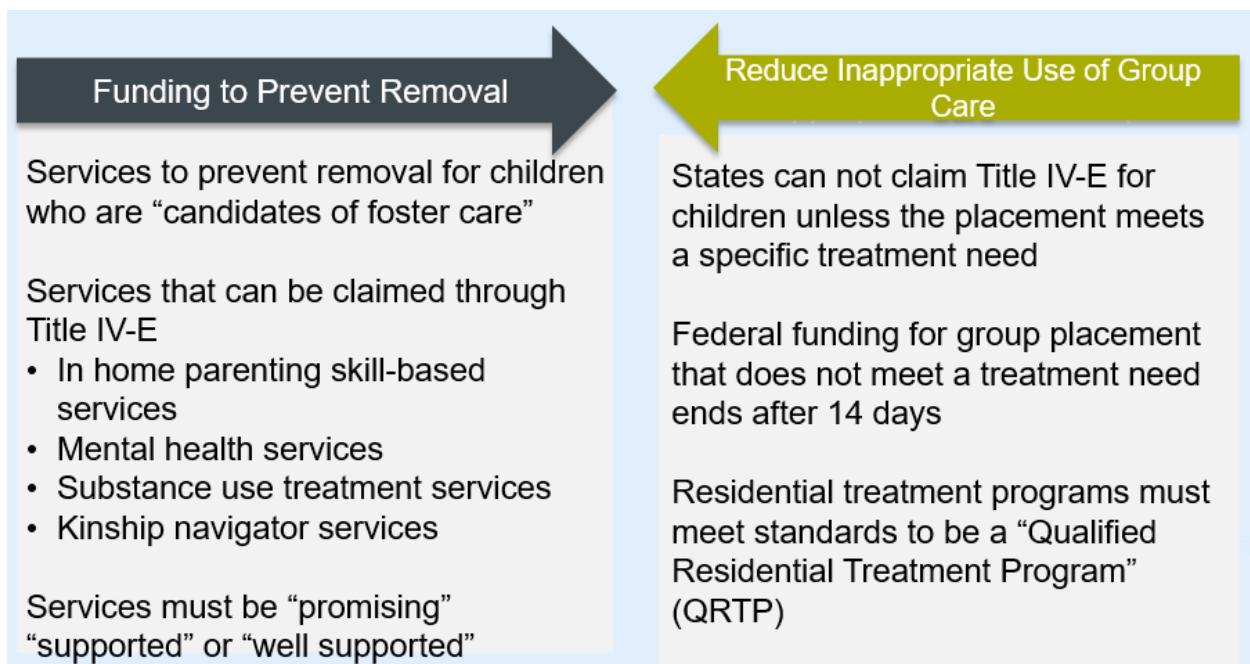 Funding to Prevent Removal
Services to prevent removal for children
who are “candidates of foster care”
Services that can be claimed through
Title IV-E
• In home parenting skill-based
services
• Mental health services
• Substance use treatment services
• Kinship navigator services
Services must be “promising”
“supported” or “well supported”
Reduce Inappropriate Use of Group
Care
States can not claim Title IV-E for
children unless the placement meets
a specific treatment need
Federal funding for group placement
that does not meet a treatment need
ends after 14 days
Residential treatment programs must
meet standards to be a “Qualified
Residential Treatment Program”
(QRTP)